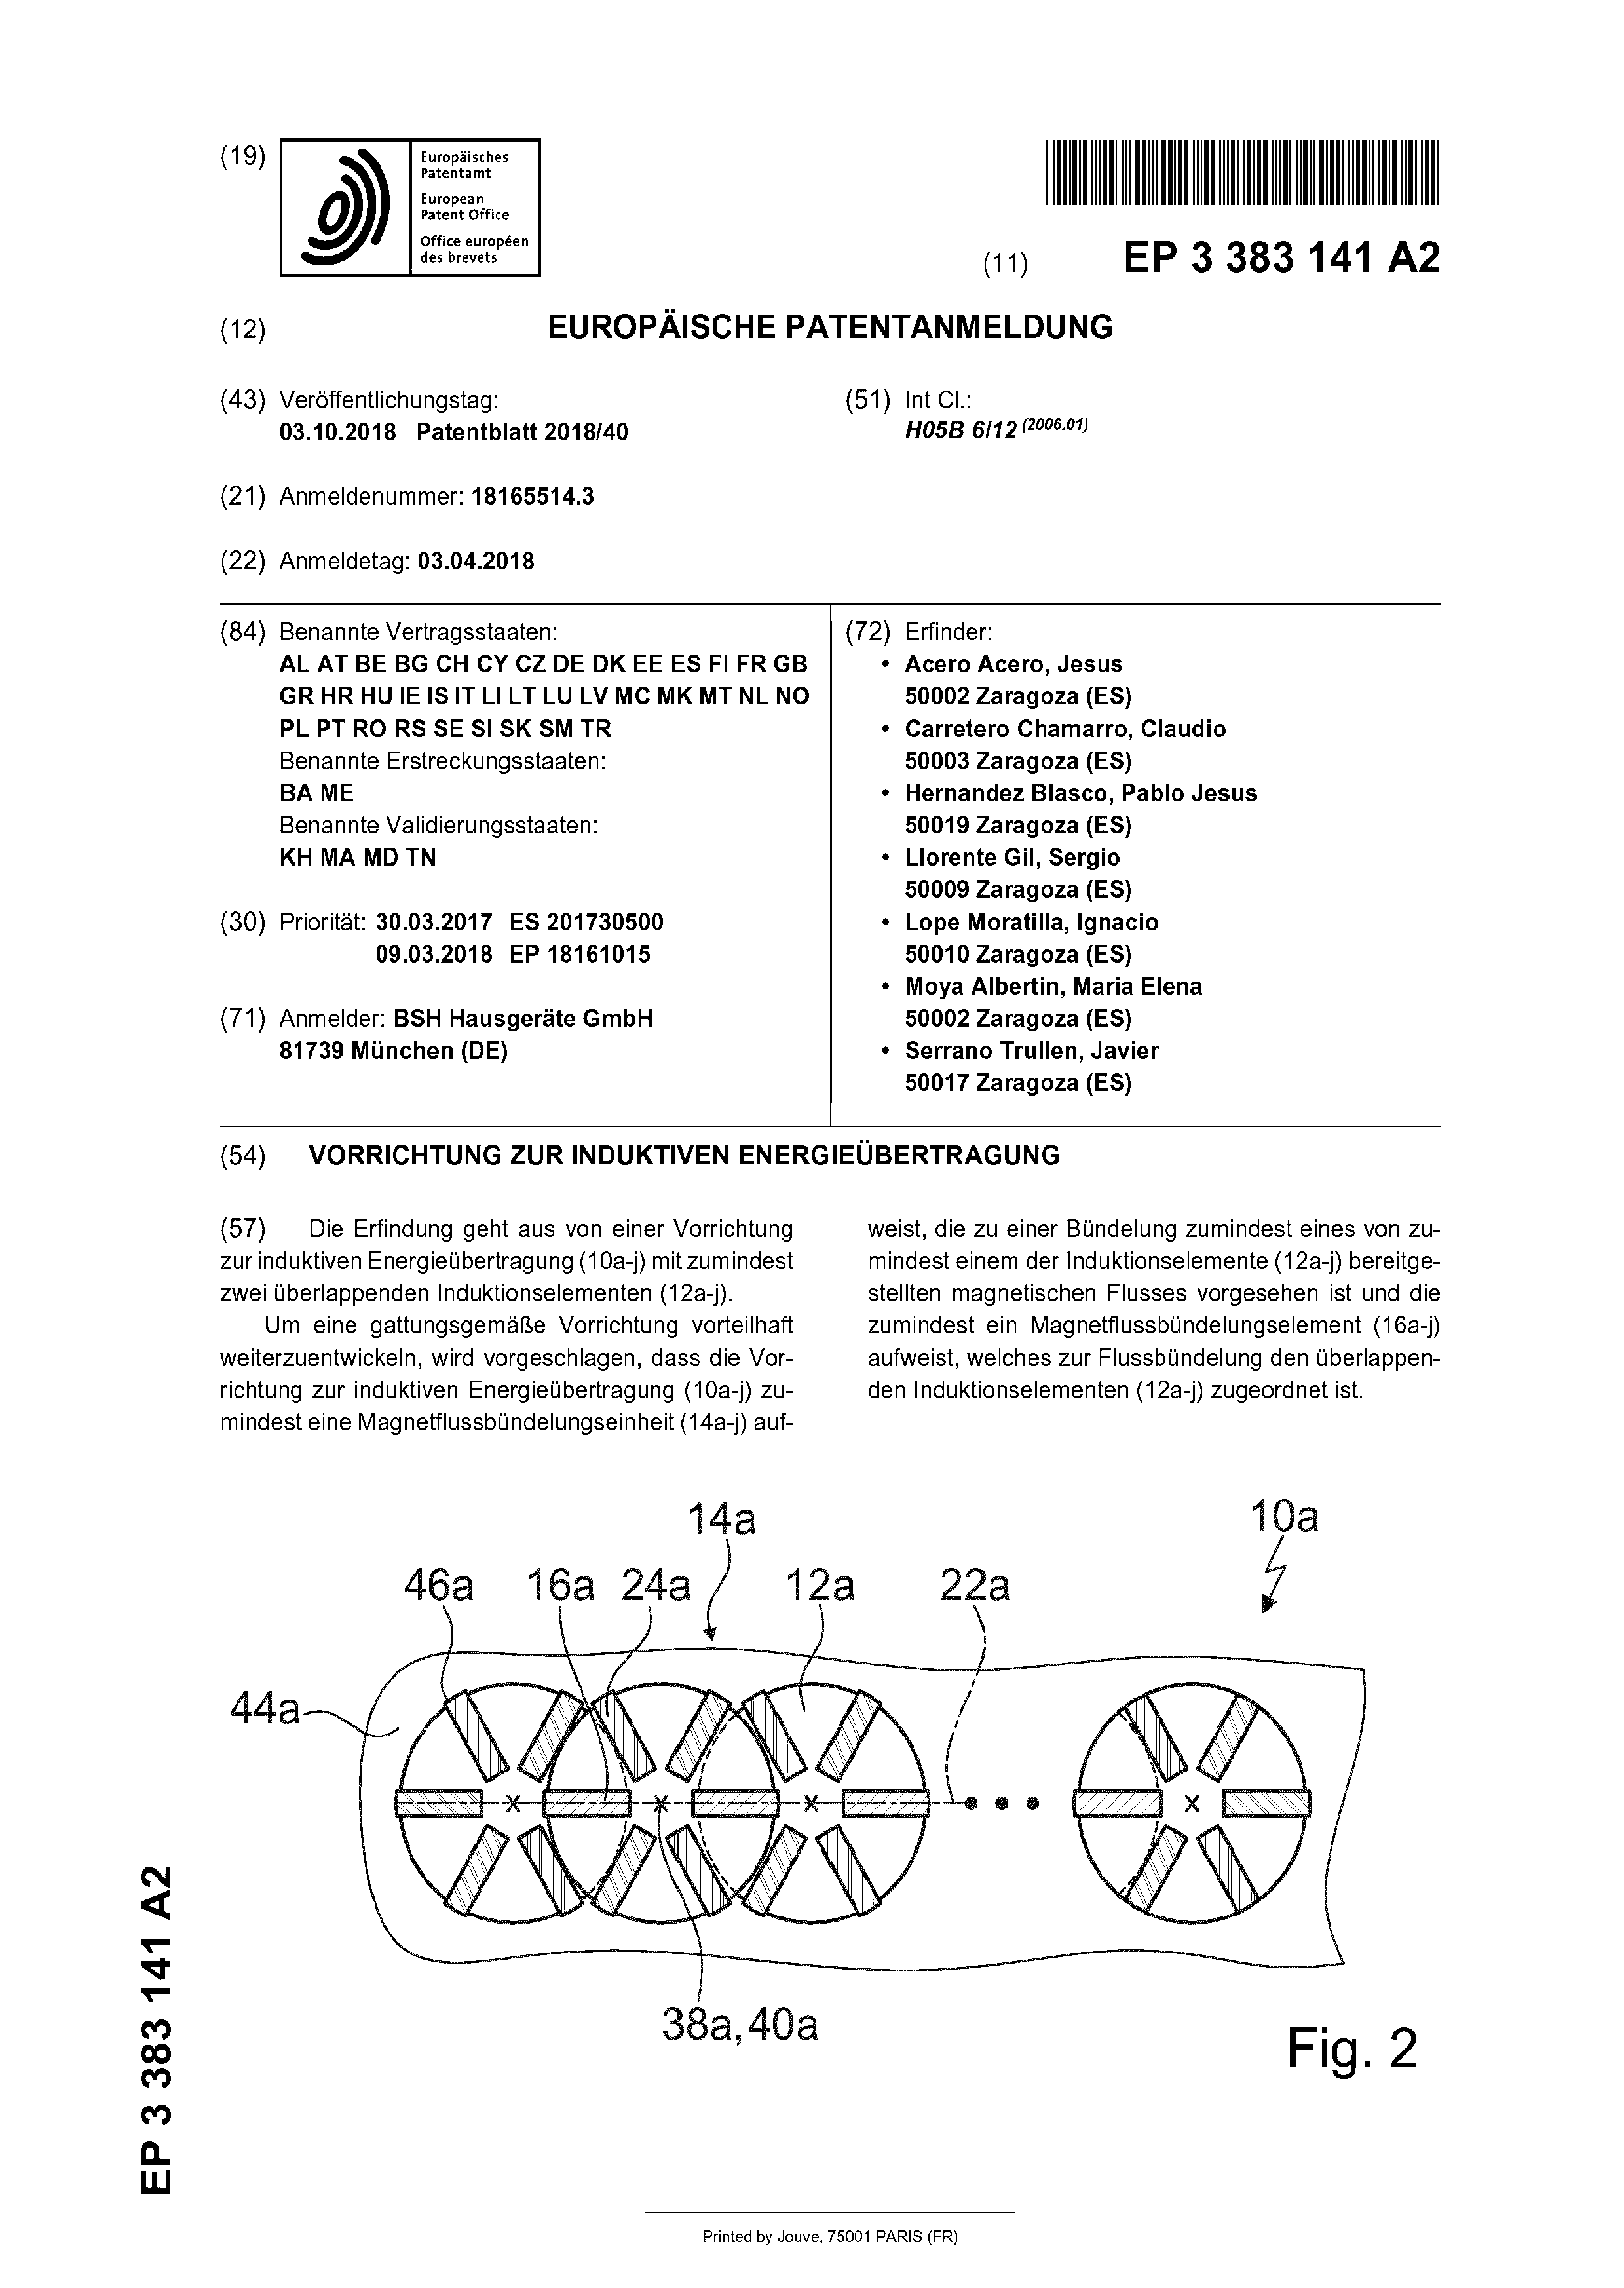 (19)
Europäisches
Patentamt
European
Patent Office
Office européen
des brevets
(11) EP 3 383 141 A2
(12) EUROPÄISCHE PATENTANMELDUNG
(43) Veröffentlichungstag:
03.10.2018 Patentblatt 2018/40
(51) Int Cl.:
H05B 6/12 (2006.01)
(21) Anmeldenummer: 18165514.3
(22) Anmeldetag: 03.04.2018
(84) Benannte Vertragsstaaten:
AL AT BE BG CH CY CZ DE DK EE ES FI FR GB
GR HR HU IE IS IT LI LT LU LV MC MK MT NL NO
PL PT RO RS SE SI SK SM TR
Benannte Erstreckungsstaaten:
BA ME
Benannte Validierungsstaaten:
KH MA MD TN
(30) Priorität: 30.03.2017 ES 201730500
09.03.2018 EP 18161015
(71) Anmelder: BSH Hausgeräte GmbH
81739 München (DE)
(72) Erfinder:
• Acero Acero, Jesus
50002 Zaragoza (ES)
• Carretero Chamarro, Claudio
50003 Zaragoza (ES)
• Hernandez Blasco, Pablo Jesus
50019 Zaragoza (ES)
• Llorente Gil, Sergio
50009 Zaragoza (ES)
• Lope Moratilla, Ignacio
50010 Zaragoza (ES)
• Moya Albertin, Maria Elena
50002 Zaragoza (ES)
• Serrano Trullen, Javier
50017 Zaragoza (ES)
(54) VORRICHTUNG ZUR INDUKTIVEN ENERGIEÜBERTRAGUNG
(57) Die Erfindung geht aus von einer Vorrichtung
zur induktiven Energieübertragung (10a-j) mit zumindest
zwei überlappenden Induktionselementen (12a-j).
Um eine gattungsgemäße Vorrichtung vorteilhaft
weiterzuentwickeln, wird vorgeschlagen, dass die Vor-
richtung zur induktiven Energieübertragung (10a-j) zu-
mindest eine Magnetflussbündelungseinheit (14a-j) auf-
weist, die zu einer Bündelung zumindest eines von zu-
mindest einem der Induktionselemente (12a-j) bereitge-
stellten magnetischen Flusses vorgesehen ist und die
zumindest ein Magnetflussbündelungselement (16a-j)
aufweist, welches zur Flussbündelung den überlappen-
den Induktionselementen (12a-j) zugeordnet ist.
14a
10a
46a 16a 24a 12a 22a
44a
38a,40a
Fig. 2
EP 3 383 141 A2
Printed by Jouve, 75001 PARIS (FR)